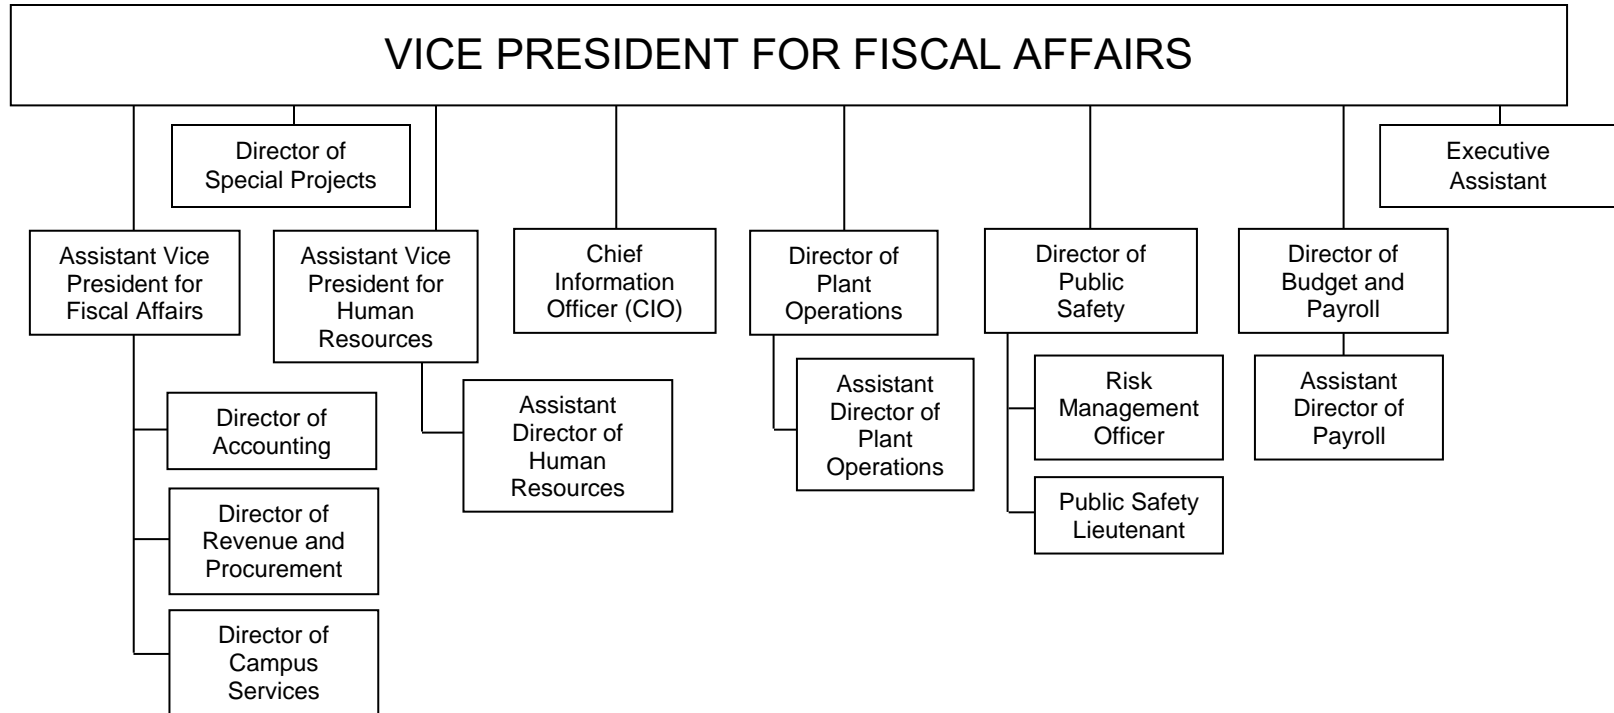 VICE PRESIDENT FOR FISCAL AFFAIRS
Director of
Special Projects
Executive
Assistant
Assistant Vice
President for
Fiscal Affairs
Assistant Vice
President for
Human
Resources
Chief
Information
Officer (CIO)
Director of
Plant
Operations
Director of
Public
Safety
Director of
Budget and
Payroll
Director of
Accounting
Director of
Revenue and
Procurement
Director of
Campus
Services
Assistant
Director of
Human
Resources
Assistant
Director of
Plant
Operations
Risk
Management
Officer
Public Safety
Lieutenant
Assistant
Director of
Payroll